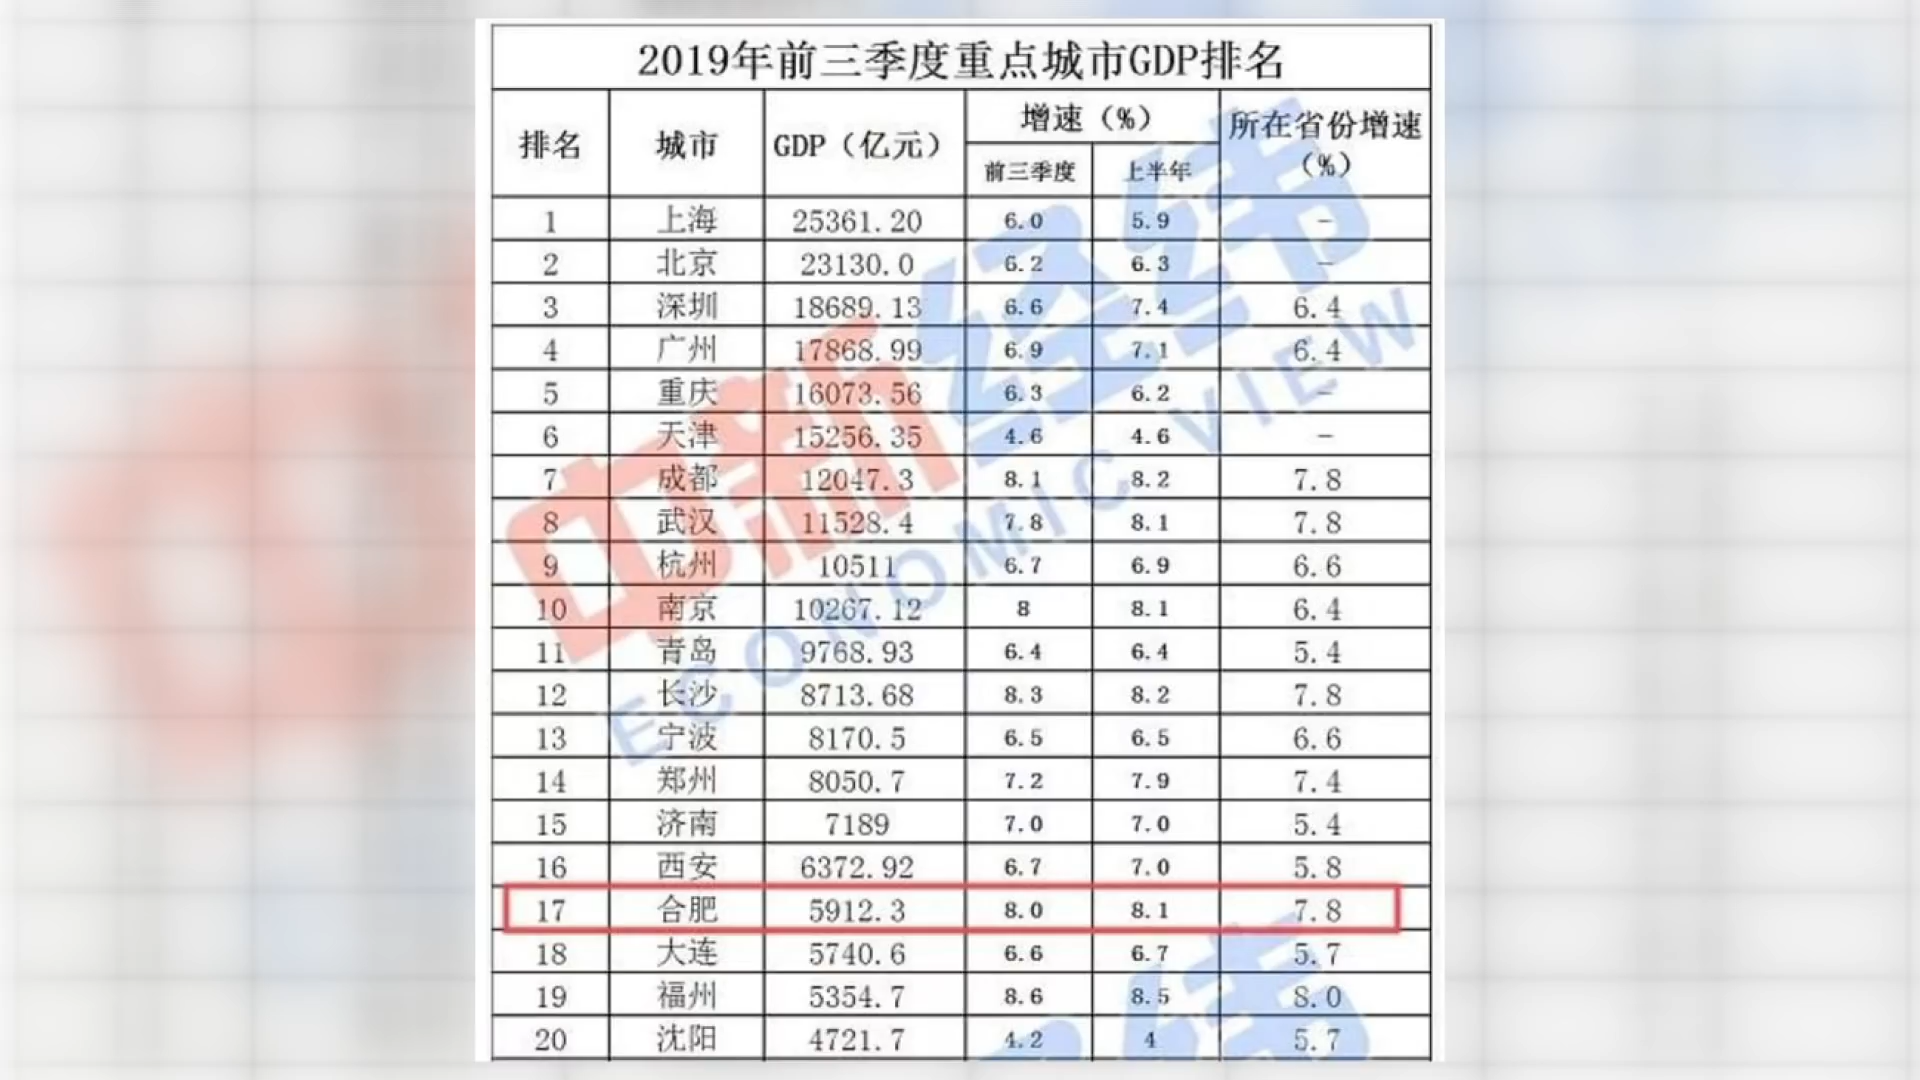 2019年前三季度重点城市GDP排名
排名 城市 GDP（亿元） 增速（%） 所在省份增速（%）
前三季度 上半年
1 上海 25361.20 6.0 5.9 –
2 北京 23130.0 6.2 6.3 –
3 深圳 18689.13 6.6 7.4 6.4
4 广州 17868.99 6.9 7.1 6.4
5 重庆 16073.56 6.3 6.2 –
6 天津 15256.35 4.6 4.6 –
7 成都 12047.3 8.1 8.2 7.8
8 武汉 11528.4 7.8 8.1 7.8
9 杭州 10511 6.7 6.9 6.6
10 南京 10267.12 8 8.1 6.4
11 青岛 9768.93 6.4 6.4 5.4
12 长沙 8713.68 8.3 8.2 7.8
13 宁波 8170.5 6.5 6.5 6.6
14 郑州 8050.7 7.2 7.9 7.4
15 济南 7189 7.0 7.0 5.4
16 西安 6372.92 6.7 7.0 5.8
17 合肥 5912.3 8.0 8.1 7.8
18 大连 5740.6 6.6 6.7 5.7
19 福州 5354.7 8.6 8.5 8.0
20 沈阳 4721.7 4.2 4 5.7
中新经纬
ECONOMIC VIEW